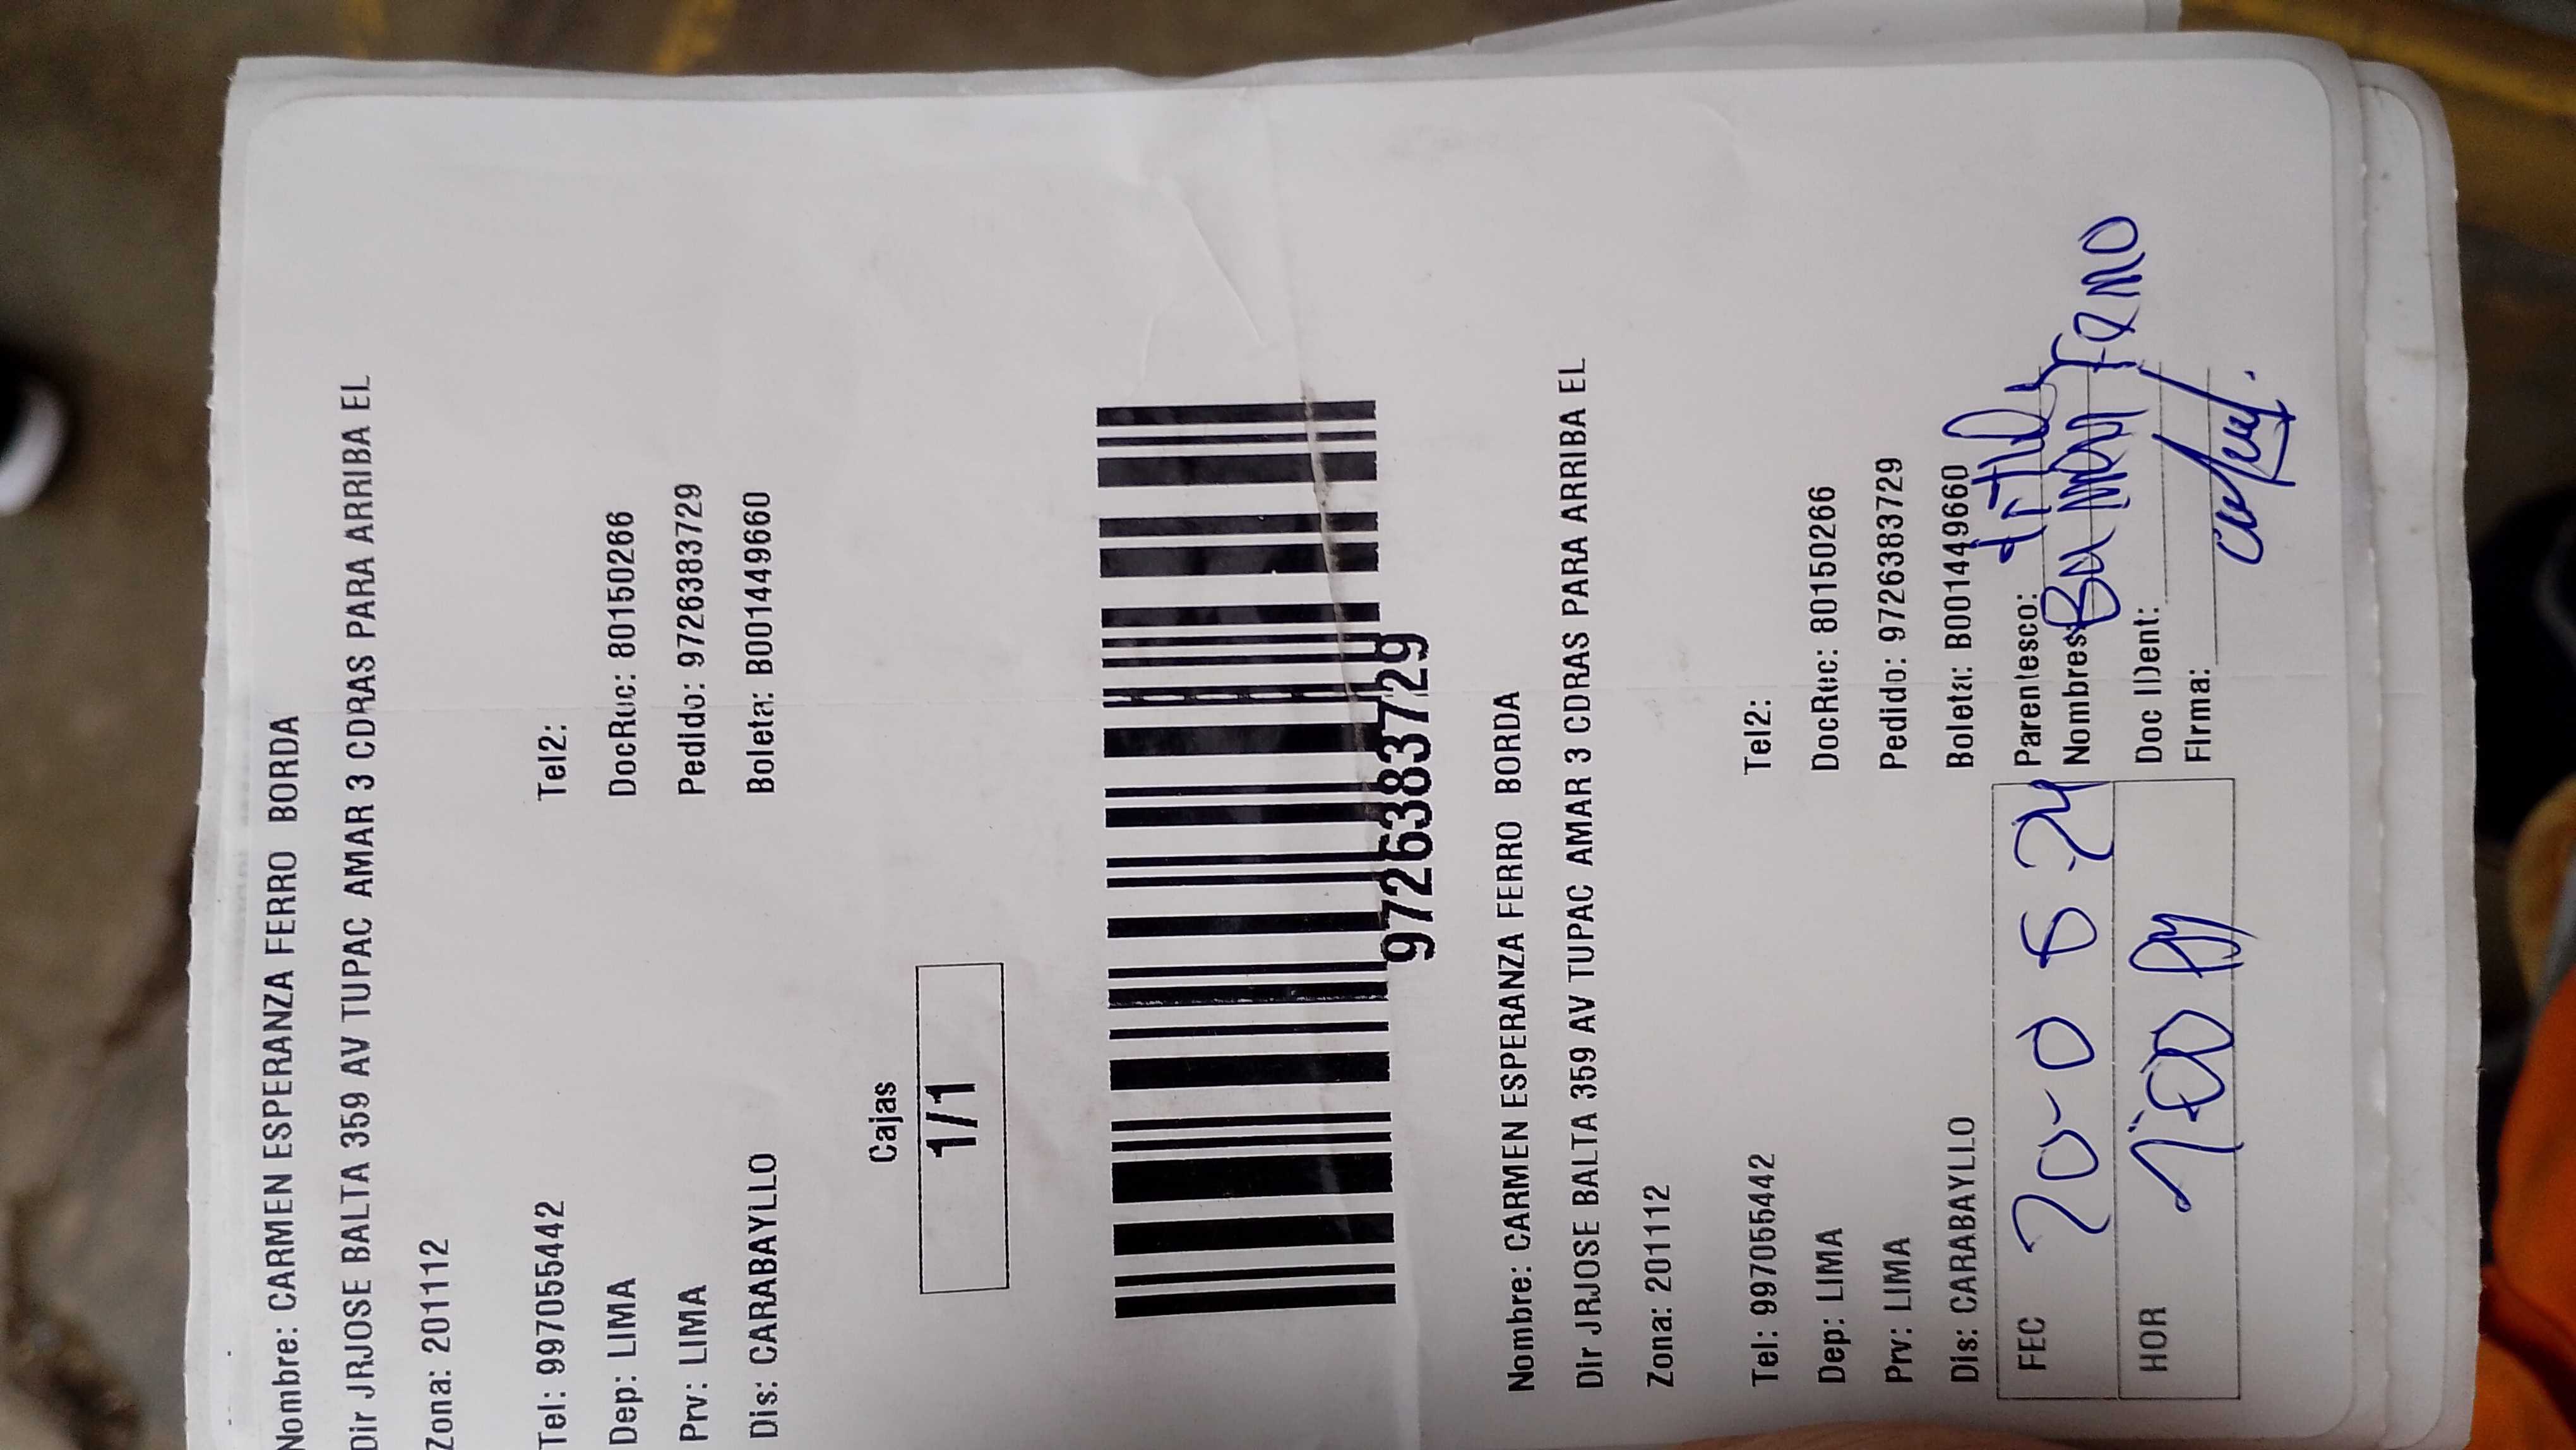 Nombre: CARMEN ESPERANZA FERRO BORDA
Dir JRJOSE BALTA 359 AV TUPAC AMAR 3 CDRAS PARA ARRIBA EL
Zona: 201112
Tel: 997055442 Tel2:
Dep: LIMA DocRuc: 80150266
Prv: LIMA Pedido: 9726383729
Dis: CARABAYLLO Boleta: B001449660
Cajas
1/1
9726383729
Nombre: CARMEN ESPERANZA FERRO BORDA
Dir JRJOSE BALTA 359 AV TUPAC AMAR 3 CDRAS PARA ARRIBA EL
Zona: 201112
Tel: 997055442 Tel2:
Dep: LIMA DocRuc: 80150266
Prv: LIMA Pedido: 9726383729
Dis: CARABAYLLO Boleta: B001449660
FEC 20-08-24 Parentesco:
Nombres:
HOR 1:00 PM Doc IDent:
Firma: